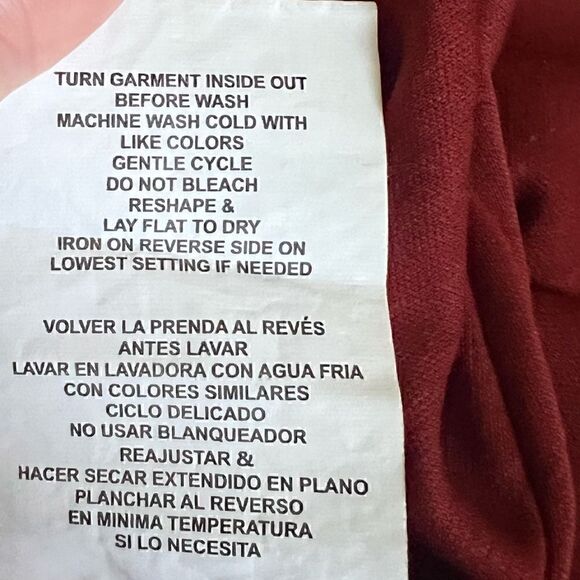 TURN GARMENT INSIDE OUT
BEFORE WASH
MACHINE WASH COLD WITH
LIKE COLORS
GENTLE CYCLE
DO NOT BLEACH
RESHAPE &
LAY FLAT TO DRY
IRON ON REVERSE SIDE ON
LOWEST SETTING IF NEEDED
VOLVER LA PRENDA AL REVÉS
ANTES LAVAR
LAVAR EN LAVADORA CON AGUA FRIA
CON COLORES SIMILARES
CICLO DELICADO
NO USAR BLANQUEADOR
REAJUSTAR &
HACER SECAR EXTENDIDO EN PLANO
PLANCHAR AL REVERSO
EN MINIMA TEMPERATURA
SI LO NECESITA